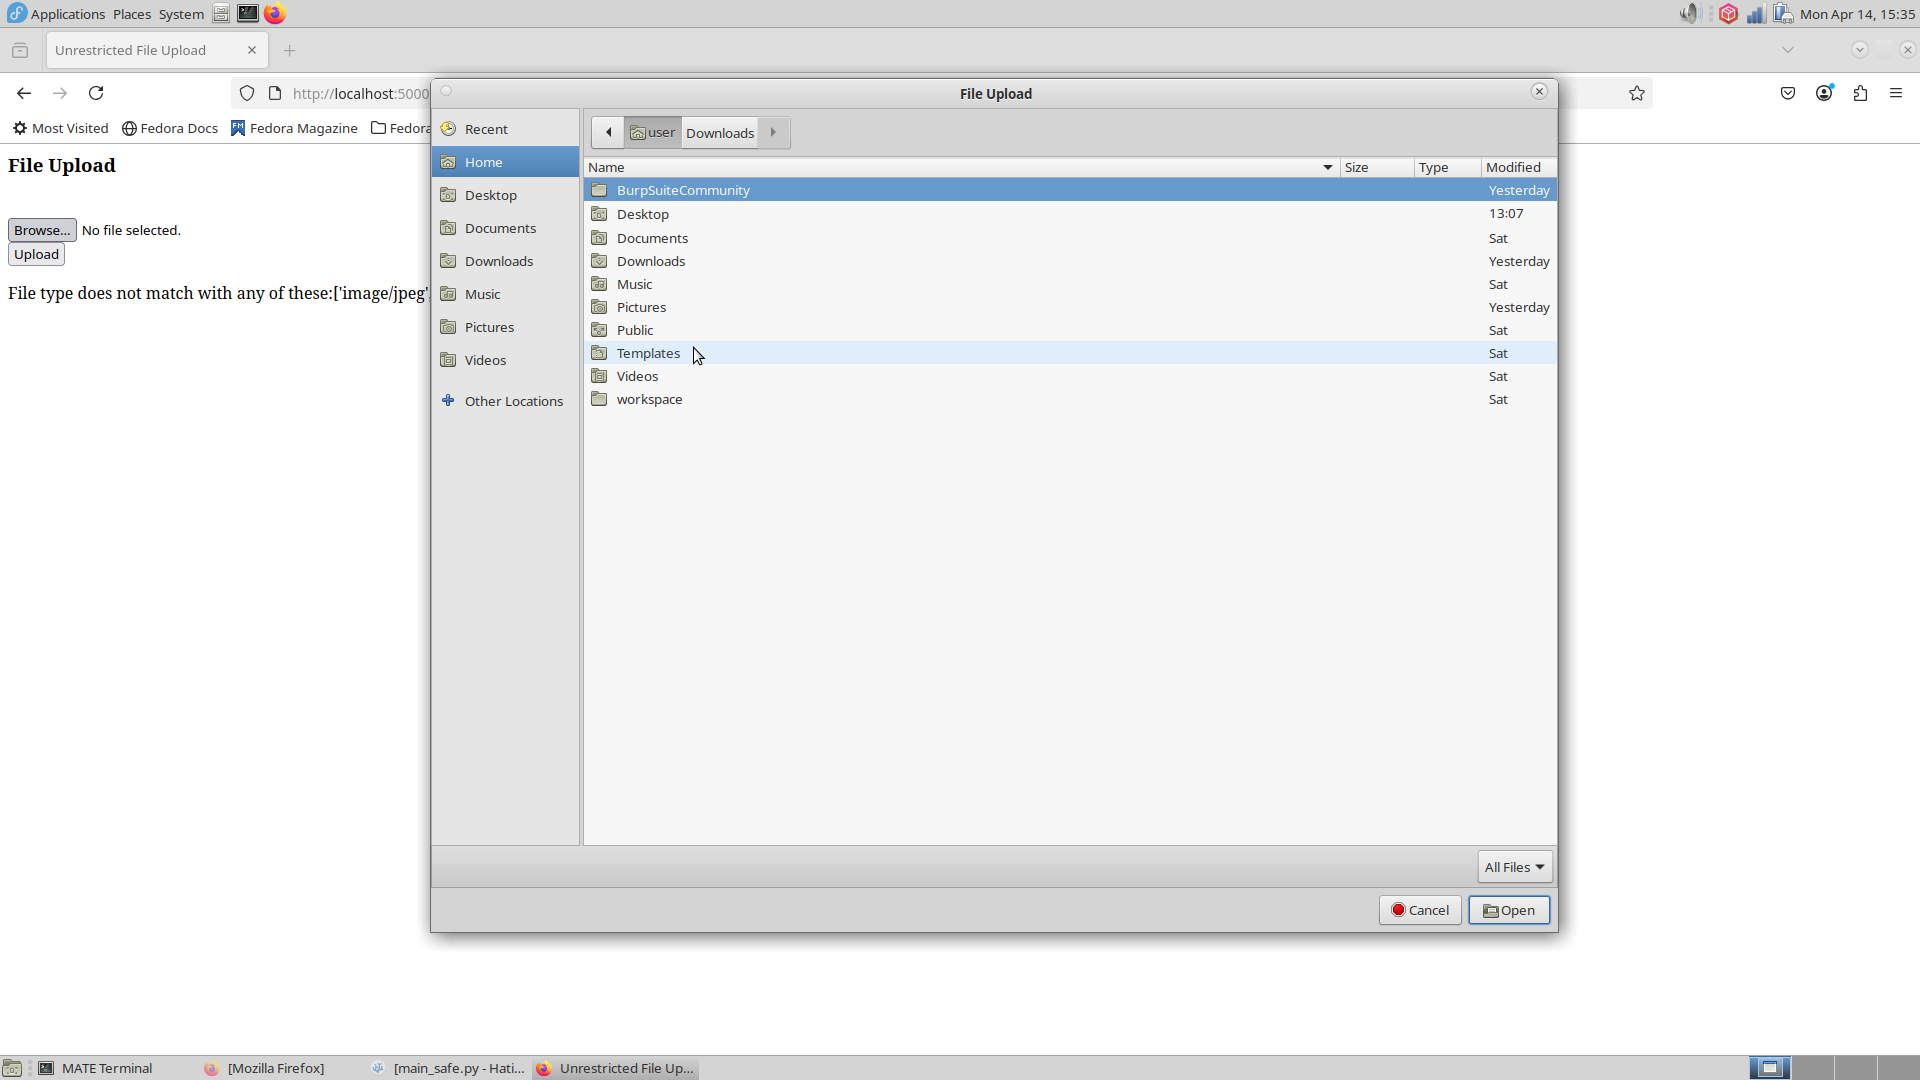 Applications Places System Mon Apr 14, 15:35
Unrestricted File Upload
http://localhost:5000
Most Visited Fedora Docs Fedora Magazine Fedora
File Upload
Browse... No file selected.
Upload
File type does not match with any of these:['image/jpeg'
File Upload
Recent
Home
Desktop
Documents
Downloads
Music
Pictures
Videos
Other Locations
user Downloads
Name Size Type Modified
BurpSuiteCommunity Yesterday
Desktop 13:07
Documents Sat
Downloads Yesterday
Music Sat
Pictures Yesterday
Public Sat
Templates Sat
Videos Sat
workspace Sat
All Files
Cancel Open
MATE Terminal [Mozilla Firefox] [main_safe.py - Hati... Unrestricted File Up...